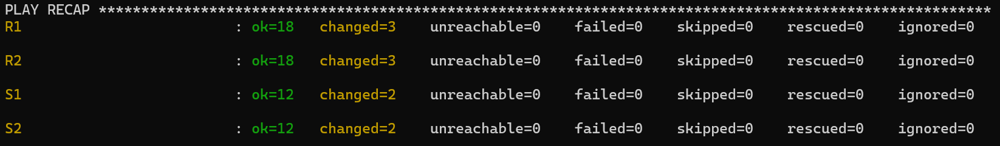 PLAY RECAP *********************************************************************************************************
R1                         : ok=18   changed=3    unreachable=0    failed=0    skipped=0    rescued=0    ignored=0
R2                         : ok=18   changed=3    unreachable=0    failed=0    skipped=0    rescued=0    ignored=0
S1                         : ok=12   changed=2    unreachable=0    failed=0    skipped=0    rescued=0    ignored=0
S2                         : ok=12   changed=2    unreachable=0    failed=0    skipped=0    rescued=0    ignored=0